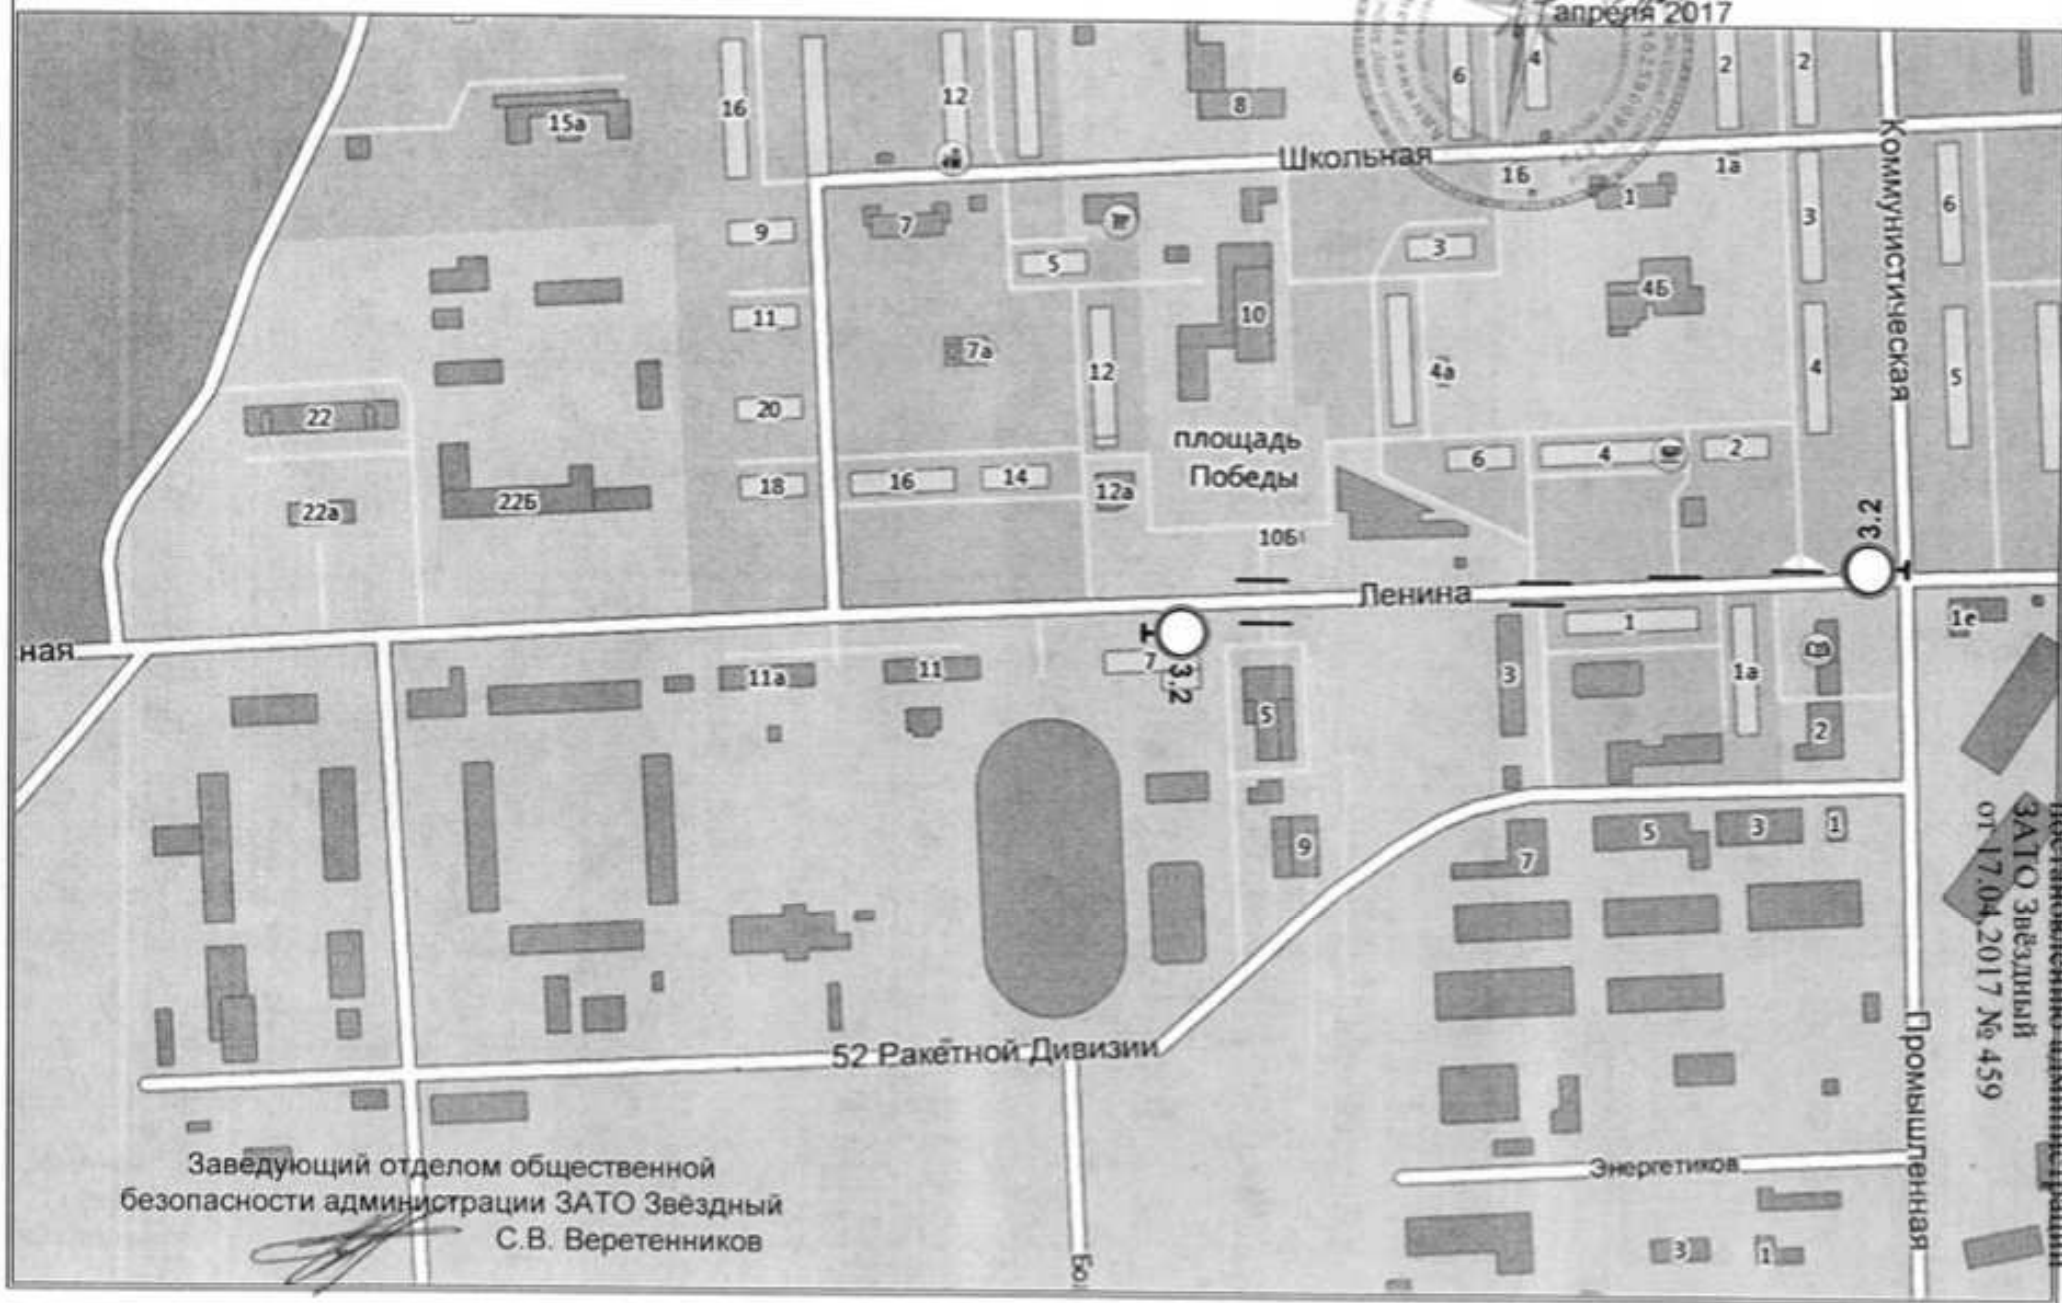 апреля 2017
16
12
8
6
4
2
2
15а
Школьная
Коммунистическая
1Б
1а
1
9
7
5
3
3
6
4Б
11
7а
12
10
4а
4
5
22
20
площадь
Победы
6
4
2
22а
22Б
18
16
14
12а
10Б
3.2
Ленина
ная
11а
11
7
3.2
5
3
1
1а
1е
2
9
7
5
3
1
ЗАТО Звёздный
от 17.04.2017 № 459
52 Ракетной Дивизии
Промышленная
Энергетиков
3
1
Бо
Заведующий отделом общественной
безопасности администрации ЗАТО Звёздный
С.В. Веретенников